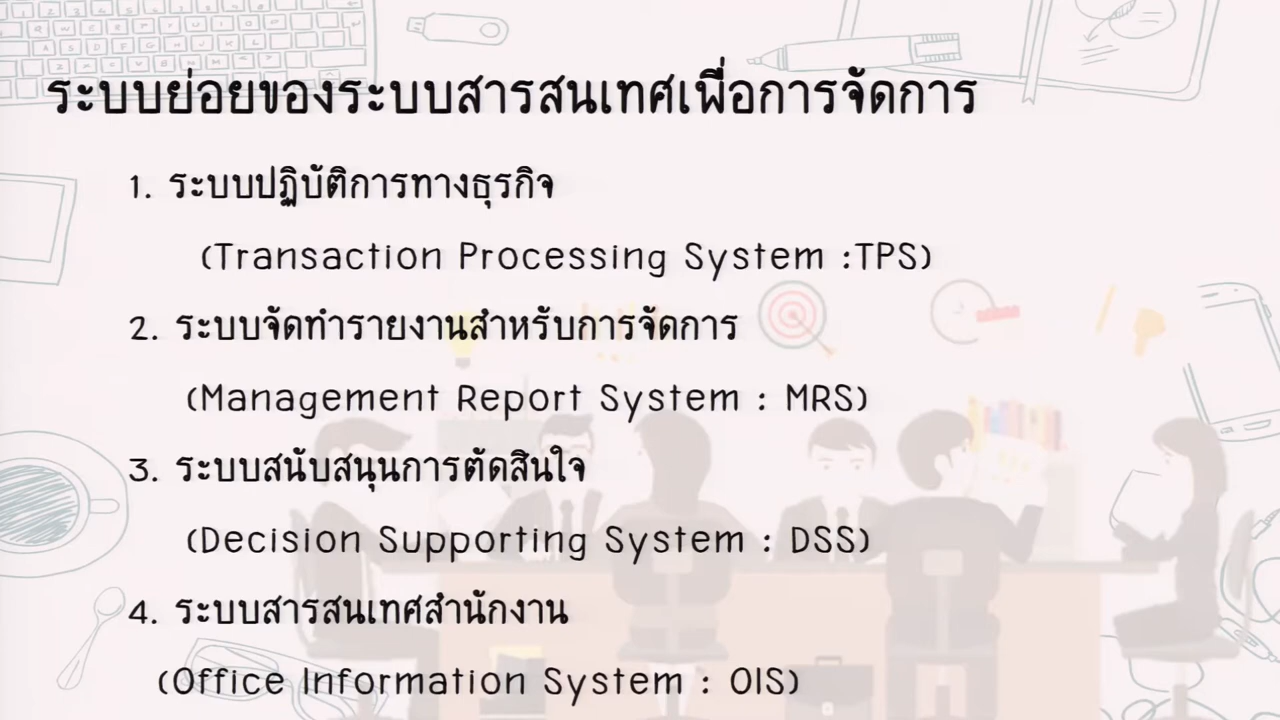 ระบบย่อยของระบบสารสนเทศเพื่อการจัดการ
1. ระบบปฏิบัติการทางธุรกิจ
(Transaction Processing System :TPS)
2. ระบบจัดทำรายงานสำหรับการจัดการ
(Management Report System : MRS)
3. ระบบสนับสนุนการตัดสินใจ
(Decision Supporting System : DSS)
4. ระบบสารสนเทศสำนักงาน
(Office Information System : OIS)